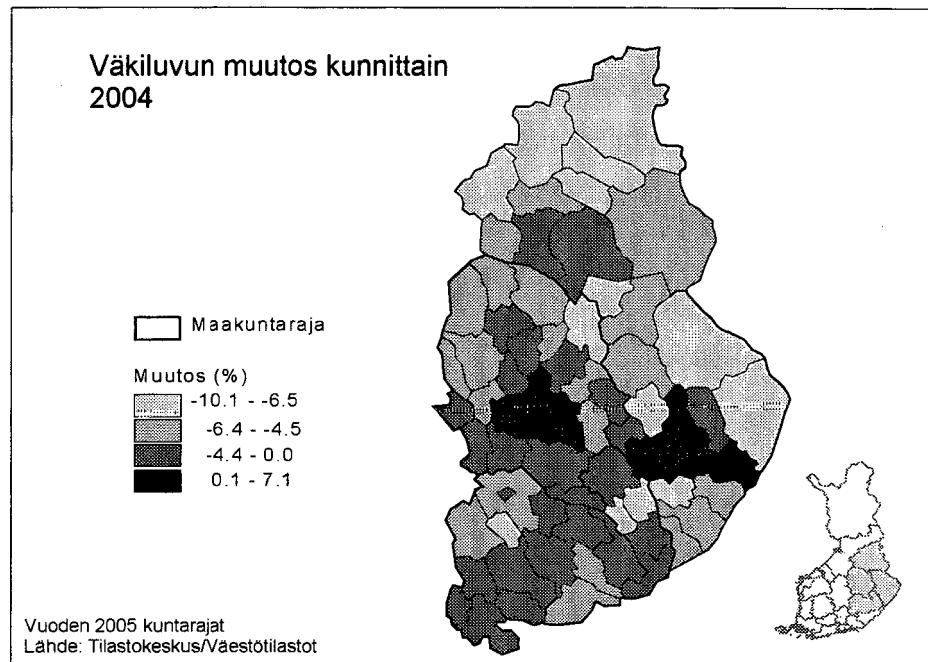 Väkiluvun muutos kunnittain
2004
Maakuntaraja
Muutos (%)
-10.1 - -6.5
-6.4 - -4.5
-4.4 - 0.0
0.1 - 7.1
Vuoden 2005 kuntarajat
Lähde: Tilastokeskus/Väestötilastot